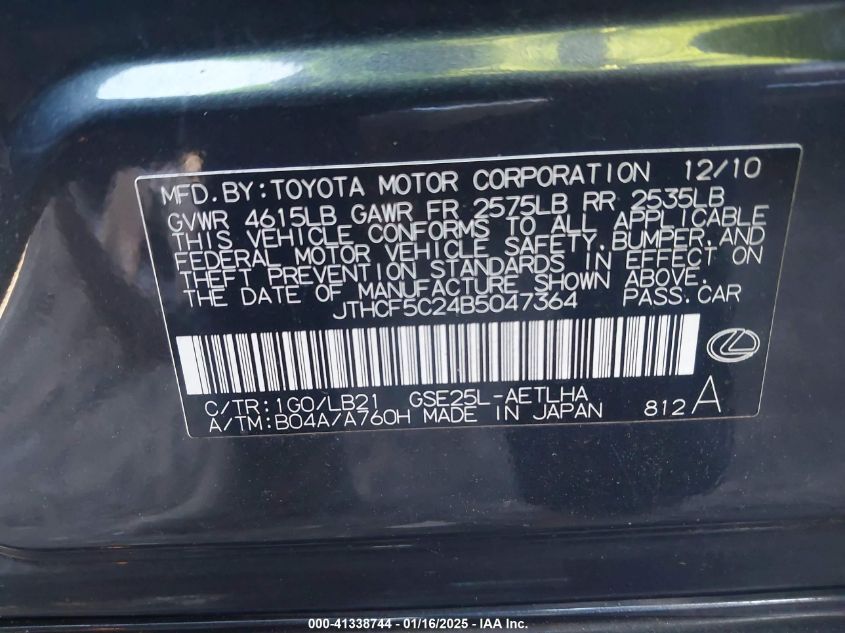 MFD. BY: TOYOTA MOTOR CORPORATION 12/10
GVWR 4615LB GAWR FR 2575LB RR 2535LB
THIS VEHICLE CONFORMS TO ALL APPLICABLE
FEDERAL MOTOR VEHICLE SAFETY, BUMPER, AND
THEFT PREVENTION STANDARDS IN EFFECT ON
THE DATE OF MANUFACTURE SHOWN ABOVE.
JTHCF5C24B5047364 PASS. CAR
C/TR: 1G0/LB21 GSE25L-AETLHA
A/TM: B04A/A760H MADE IN JAPAN 812 A
000-41338744 - 01/16/2025 - IAA Inc.